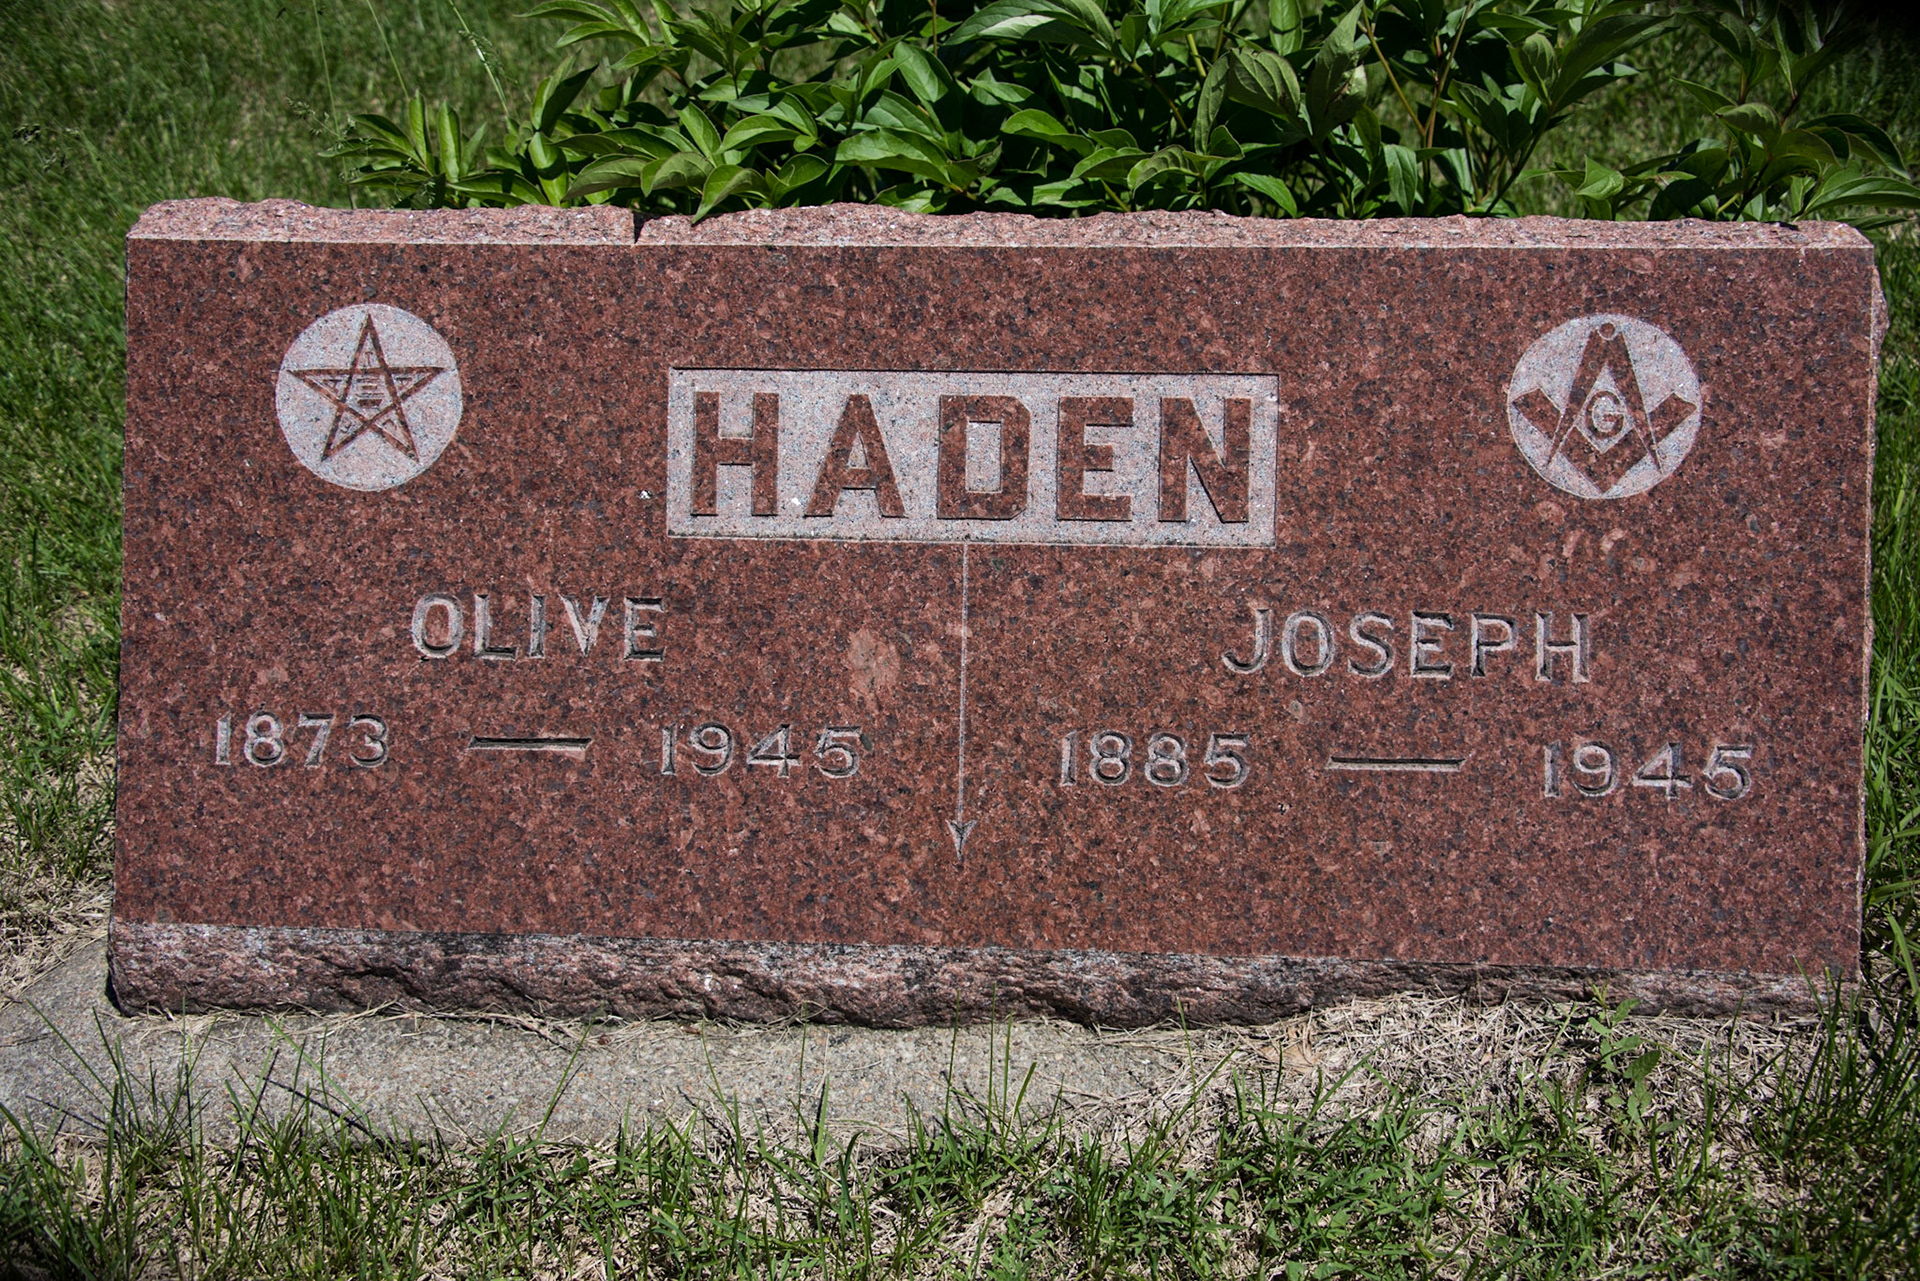 HADEN
G
OLIVE
1873 — 1945
JOSEPH
1885 — 1945